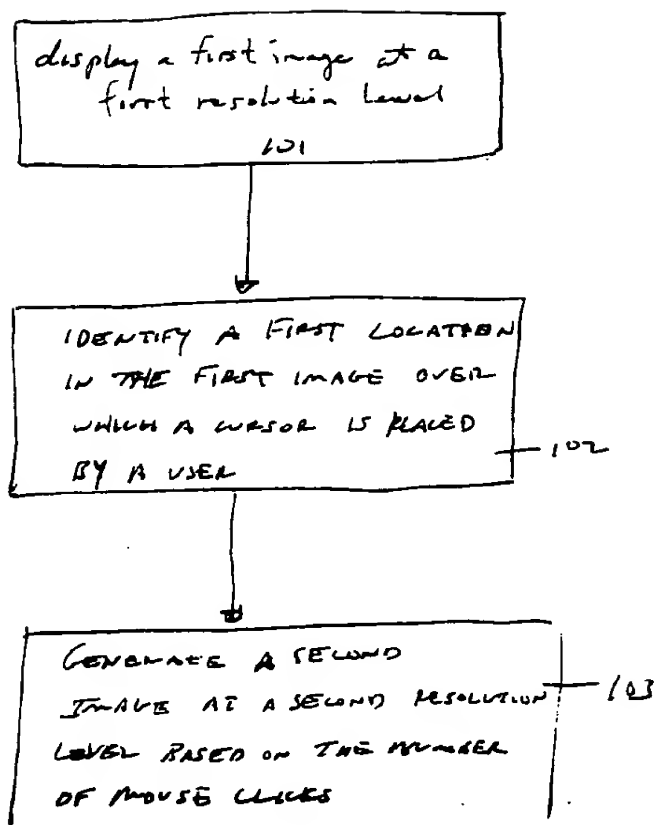 display a first image at a
first resolution level
101
IDENTIFY A FIRST LOCATION
IN THE FIRST IMAGE OVER
WHICH A CURSOR IS PLACED
BY A USER
102
GENERATE A SECOND
IMAGE AT A SECOND RESOLUTION
LEVEL BASED ON THE NUMBER
OF MOUSE CLICKS
103